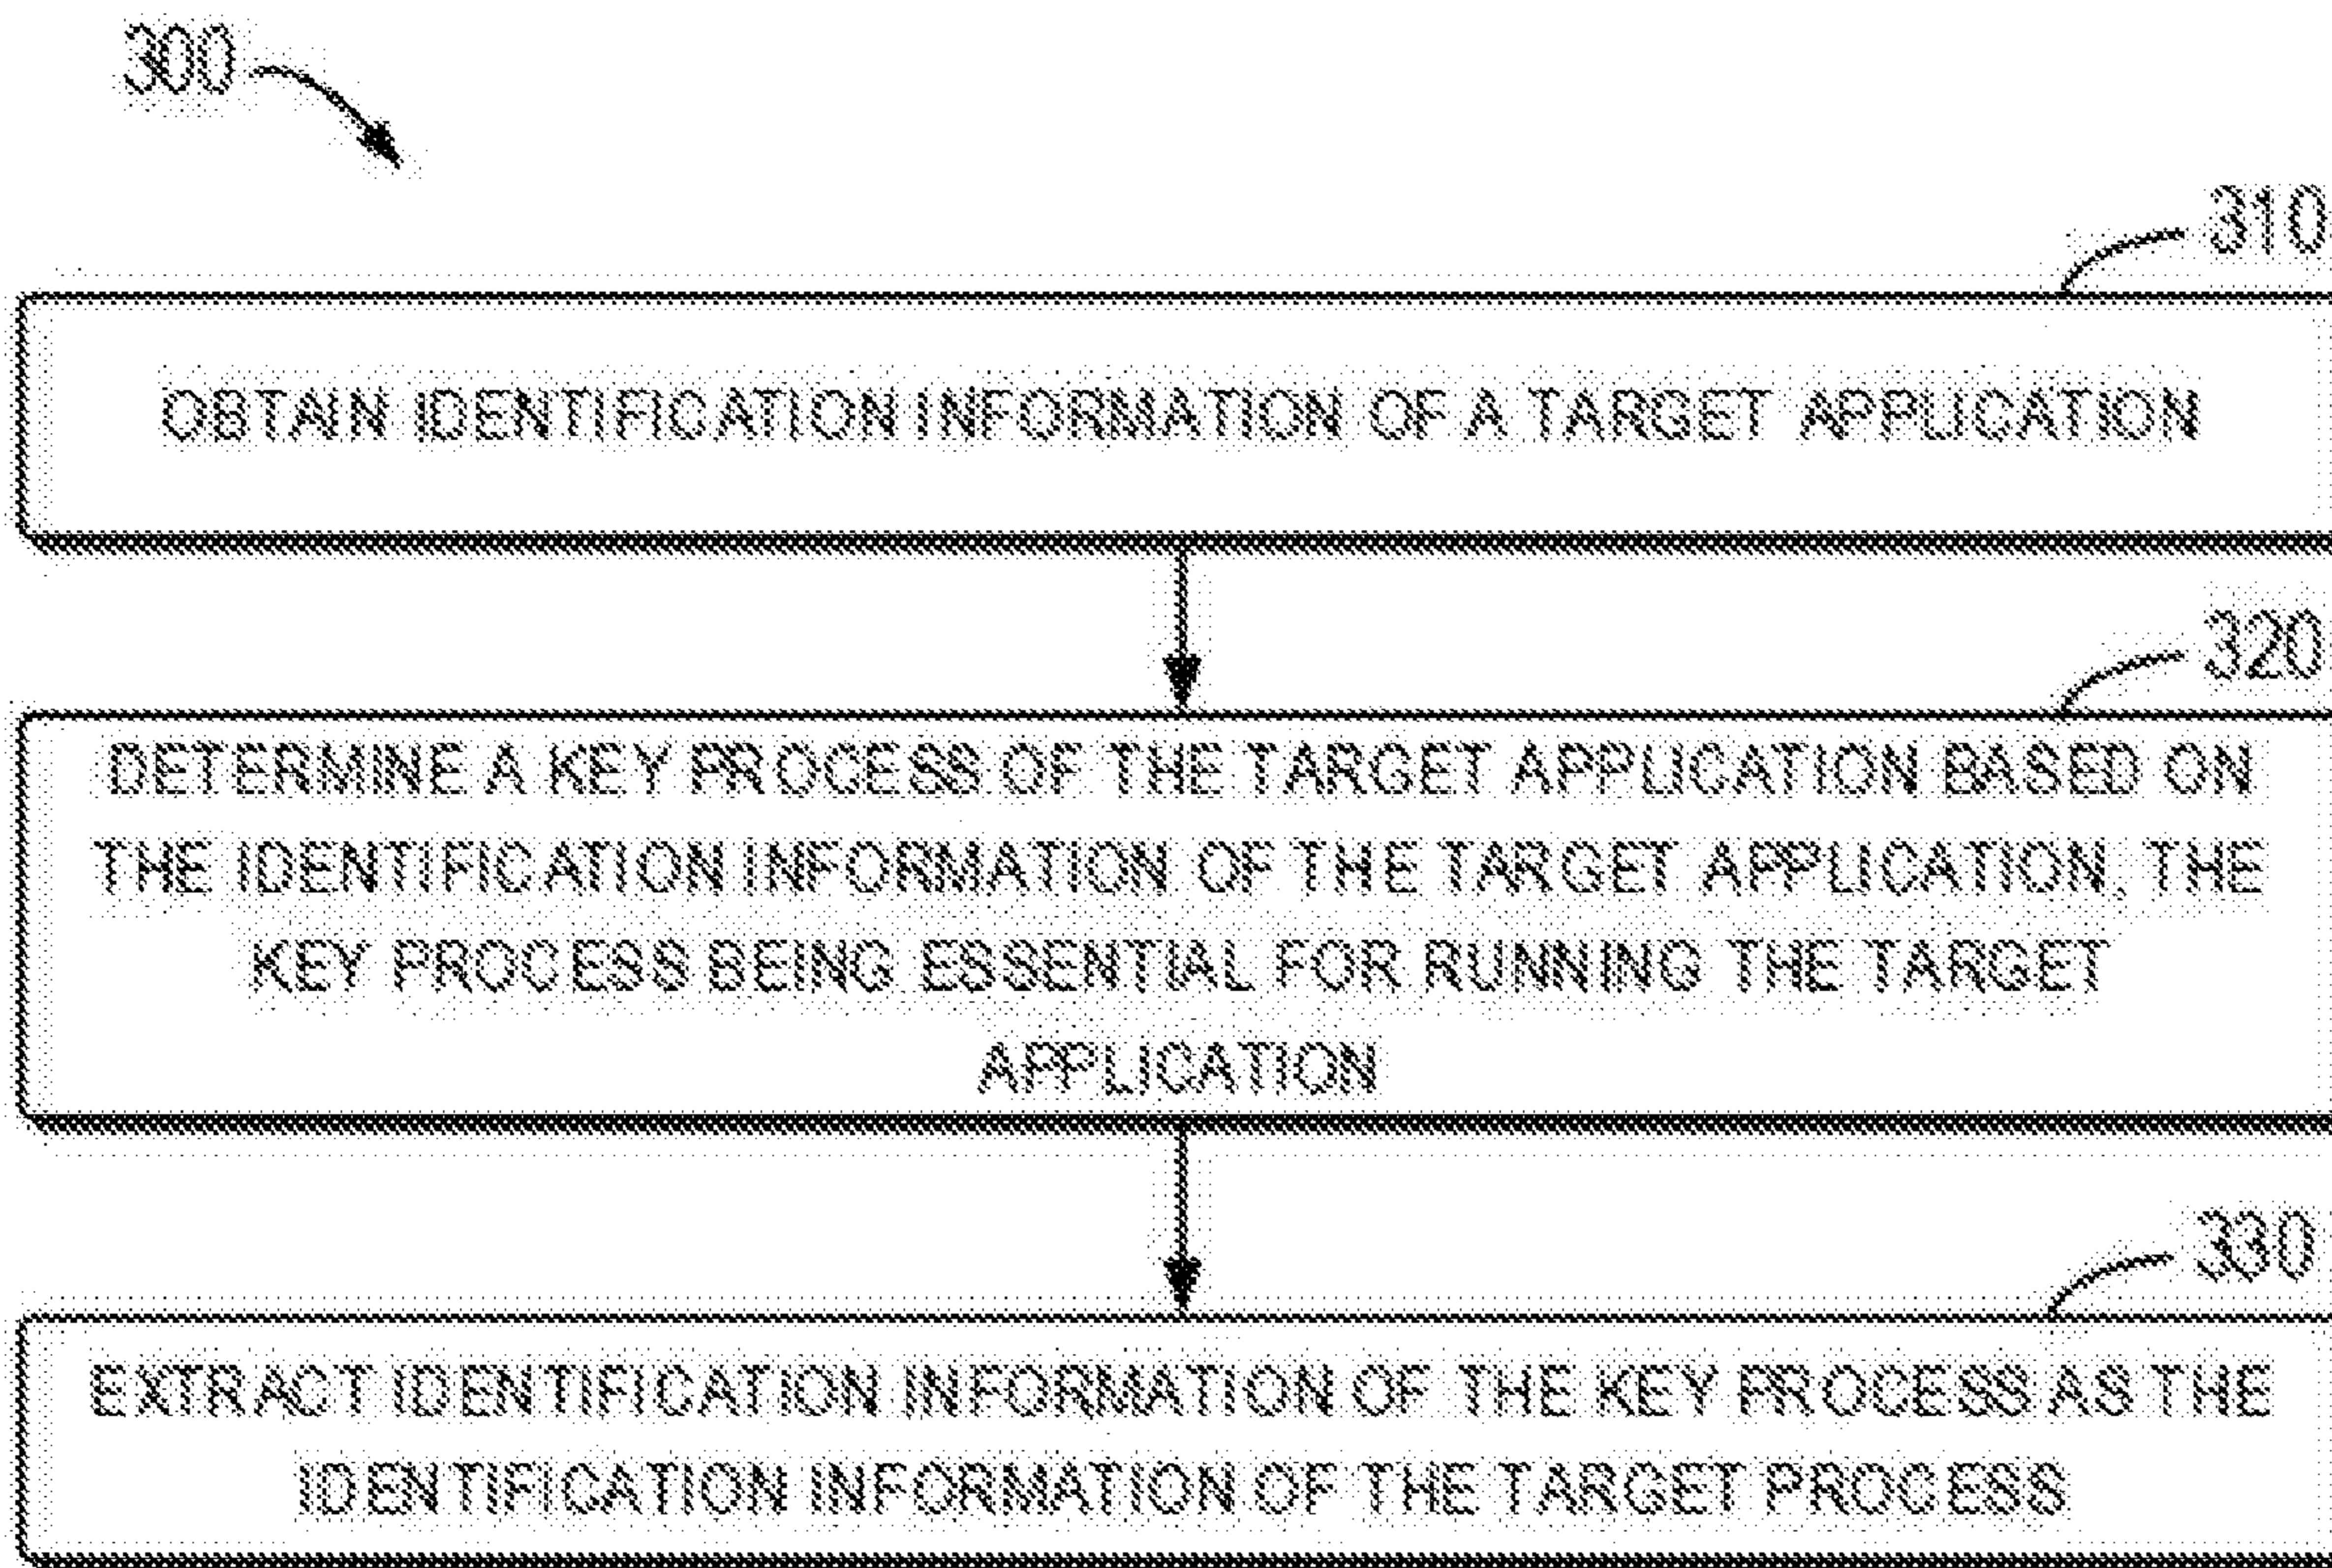 300
310
OBTAIN IDENTIFICATION INFORMATION OF A TARGET APPLICATION
320
DETERMINE A KEY PROCESS OF THE TARGET APPLICATION BASED ON
THE IDENTIFICATION INFORMATION OF THE TARGET APPLICATION, THE
KEY PROCESS BEING ESSENTIAL FOR RUNNING THE TARGET
APPLICATION
330
EXTRACT IDENTIFICATION INFORMATION OF THE KEY PROCESS AS THE
IDENTIFICATION INFORMATION OF THE TARGET PROCESS